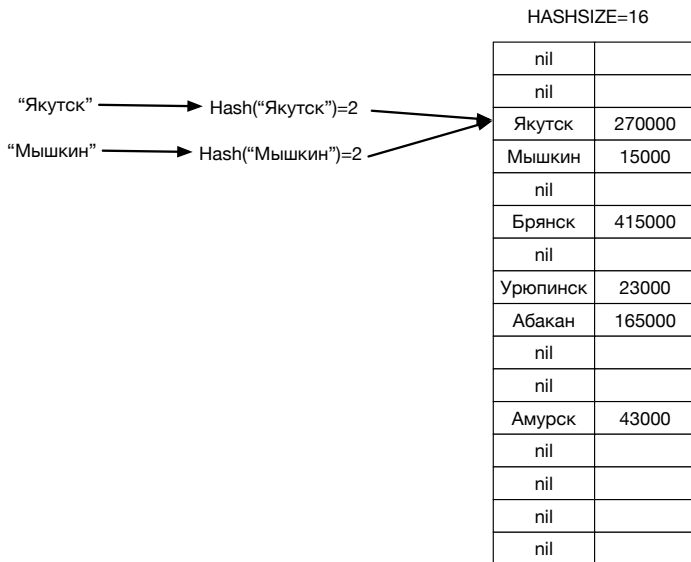 HASHSIZE=16
nil
nil
“Якутск” Hash(“Якутск”)=2
Якутск 270000
“Мышкин” Hash(“Мышкин”)=2
Мышкин 15000
nil
Брянск 415000
nil
Урюпинск 23000
Абакан 165000
nil
nil
Амурск 43000
nil
nil
nil
nil